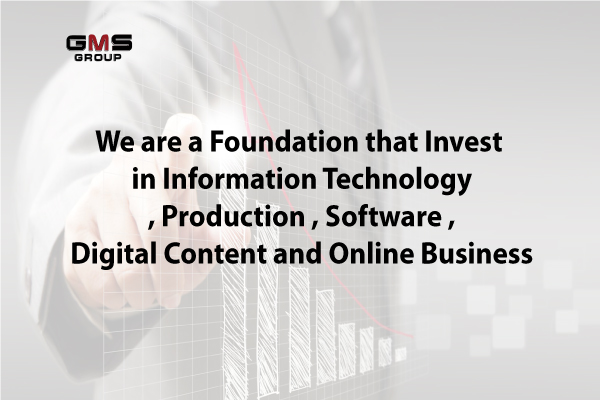 GMS
GROUP
We are a Foundation that Invest
in Information Technology
, Production , Software ,
Digital Content and Online Business